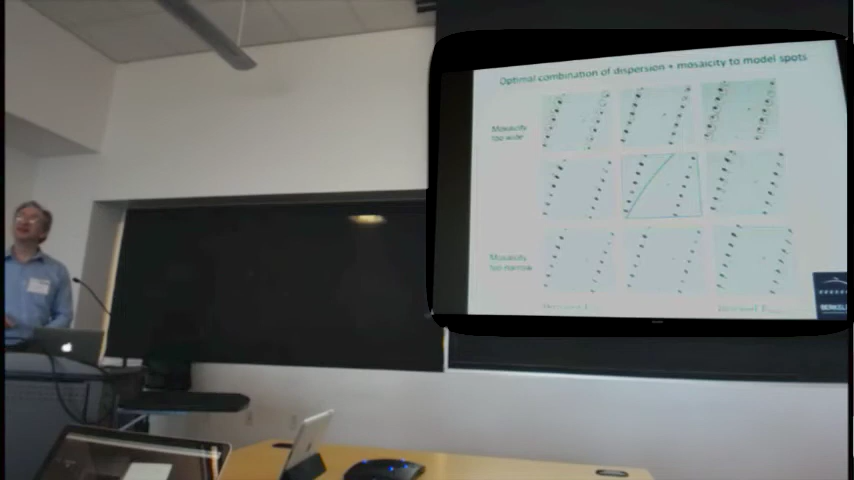 Optimal combination of dispersion + mosaicity to model spots
Mosaicity
too wide
Mosaicity
too narrow